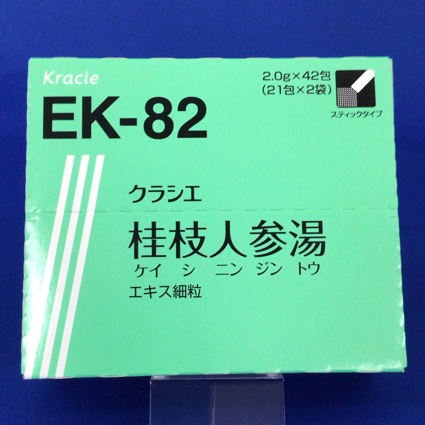 Kracie
2.0g×42包
(21包×2袋)
スティックタイプ
EK-82
クラシエ
桂枝人参湯
ケイ シ ニン ジン トウ
エキス細粒